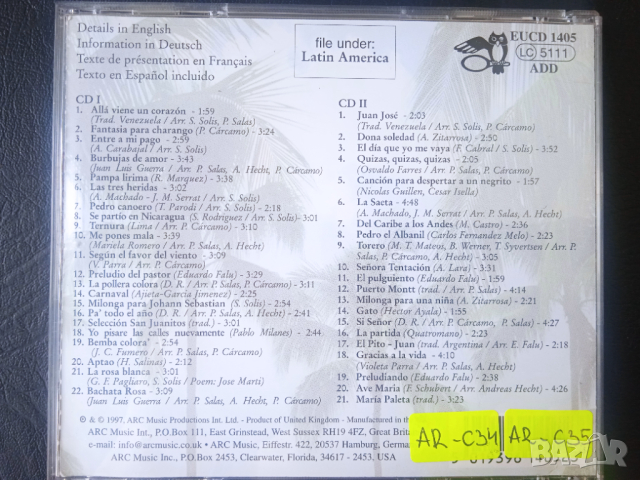 Details in English
Information in Deutsch
Texte de présentation en Français
Texto en Español incluido
file under:
Latin America
EUCD 1405
LC 5111
ADD
CD I
1. Allá viene un corazón - 1:59
(Trad. Venezuela / Arr. S. Solis, P. Salas)
2. Fantasia para charango (P. Cárcamo) - 3:24
3. Entre a mi pago - 2:59
(A. Carabajal / Arr. S. Solis)
4. Burbujas de amor - 3:43
(Juan Luis Guerra / Arr. P. Salas, A. Hecht, P. Cárcamo)
5. Pampa lirima (R. Marquez) - 3:38
6. Las tres heridas - 3:02
(A. Machado - J. M. Serrat / Arr. S. Solis)
7. Pedro canoero (T. Parodi / Arr. S. Solis) - 2:18
8. Se partío en Nicaragua (S. Rodriguez / Arr. S. Solis) - 3:01
9. Ternura (Lana / Arr. P. Cárcamo) - 3:10
10. Me pones mala - 3:39
(Mariela Romero / Arr. P. Salas, A. Hecht)
11. Según el favor del viento - 3:09
(V. Parra / Arr. P. Cárcamo)
12. Preludio del pastor (Eduardo Falu) - 3:29
13. La pollera colora (D. R. / Arr. P. Salas, P. Cárcamo) - 3:11
14. Carnaval (Ajieta-Garcia Jimenez) - 2:25
15. Milonga para Johann Sebastian (S. Solis) - 2:54
16. Pa' todo el año (D. R. / Arr. P. Salas, A. Hecht) - 2:41
17. Selección San Juanitos (trad.) - 3:01
18. Yo pisare las calles nuevamente (Pablo Milanes) - 2:44
19. Bemba colora' - 2:54
(J. C. Fumero / Arr. P. Salas, P. Cárcamo)
20. Aptao (H. Salinas) - 2:12
21. La rosa blanca - 3:01
(G. F. Pagliaro, S. Solis / Poem: Jose Marti)
22. Bachata Rosa - 3:09
(Juan Luis Guerra / Arr. P. Salas, A. Hecht, P. Cárcamo)
CD II
1. Juan José - 2:03
(Trad. Venezuela / Arr. S. Solis, P. Salas)
2. Dona soledad (A. Zitarrosa) - 2:50
3. El día que yo me vaya (F. Cabral / S. Solis) - 3:52
4. Quizas, quizas, quizas - 2:05
(Osvaldo Farres / Arr. P. Salas)
5. Canción para despertar a un negrito - 1:57
(Nicolas Guillen, Cesar Isella)
6. La Saeta - 4:48
(A. Machado, J. M. Serrat / Arr. P. Salas, A. Hecht)
7. Del Caribe a los Andes (M. Castro) - 2:36
8. Pedro el Albanil (Carlos Fernandez Melo) - 2:23
9. Torero (M. T. Mateos, B. Werner, T. Syvertsen / Arr. P. Salas,
P. Cárcamo, A. Hecht) - 3:05
10. Señora Tentación (A. Lara) - 3:31
11. El pulguiento (Eduardo Falu) - 1:59
12. Puerto Montt (trad. / Arr. P. Salas) - 4:14
13. Milonga para una niña (A. Zitarrosa) - 2:21
14. Gato (Hector Ayala) - 1:55
15. Si Señor (D. R. / Arr. P. Cárcamo, P. Salas) - 4:27
16. La partida (Quatromano) - 2:23
17. El Pito - Juan (trad. Argentina / Arr. E. Falu) - 2:18
18. Gracias a la vida - 4:10
(Violeta Parra / Arr. P. Salas, A. Hecht)
19. Preludiando (Eduardo Falu) - 2:38
20. Ave Maria (F. Schubert / Arr. Andreas Hecht) - 4:26
21. María Paleta (trad.) - 3:23
℗ & © 1997, ARC Music Productions Int. Ltd. - Product of United Kingdom - Manufactured in the
ARC Music Int., P.O.Box 111, East Grinstead, West Sussex RH19 4FZ, Great
e-mail: info@arcmusic.co.uk • ARC Music, Eiffestr. 422, 20537 Hamburg,
ARC Music Int., P.O.Box 2453, Clearwater, Florida, 34617 - 2453, USA
AR-C34
AR-C35
Bazar.bg